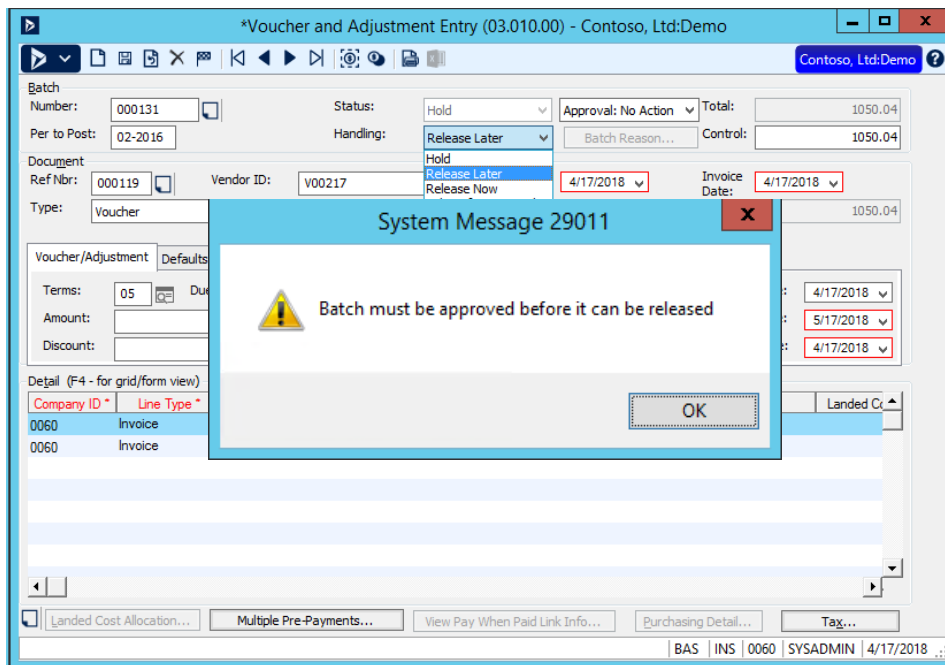 *Voucher and Adjustment Entry (03.010.00) - Contoso, Ltd:Demo
Contoso, Ltd:Demo
Batch
Number: 000131 Status: Hold Approval: No Action Total: 1050.04
Per to Post: 02-2016 Handling: Release Later Batch Reason... Control: 1050.04
Hold
Release Later
Release Now
Document
Ref Nbr: 000119 Vendor ID: V00217 4/17/2018 Invoice Date: 4/17/2018
Type: Voucher 1050.04
System Message 29011
Batch must be approved before it can be released
OK
Voucher/Adjustment Defaults
Terms: 05 Due 4/17/2018
Amount: 5/17/2018
Discount: 4/17/2018
Detail (F4 - for grid/form view)
Company ID * Line Type * Landed Co
0060 Invoice
0060 Invoice
Landed Cost Allocation... Multiple Pre-Payments... View Pay When Paid Link Info... Purchasing Detail... Tax...
BAS INS 0060 SYSADMIN 4/17/2018